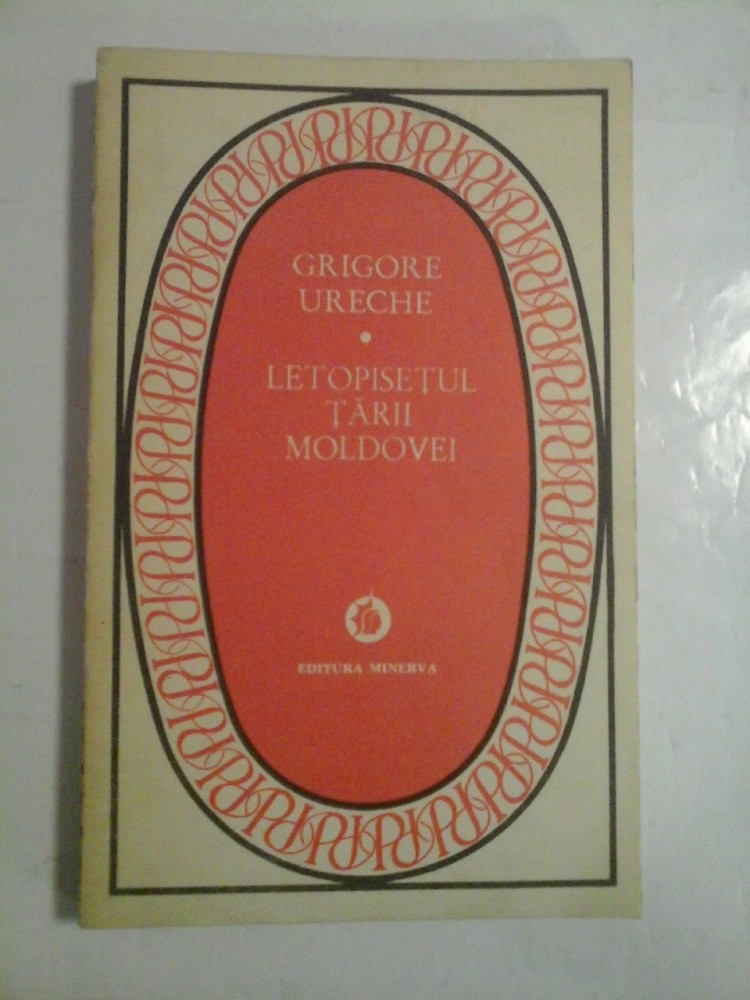 GRIGORE
URECHE
•
LETOPISEȚUL
ȚĂRII
MOLDOVEI
EDITURA MINERVA